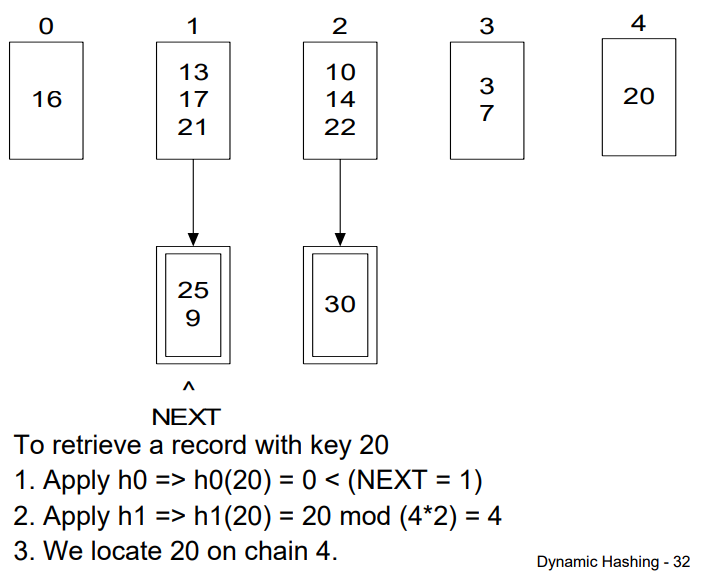 0 1 2 3 4
16
13
17
21
10
14
22
3
7
20
25
9
30
^
NEXT
To retrieve a record with key 20
1. Apply h0 => h0(20) = 0 < (NEXT = 1)
2. Apply h1 => h1(20) = 20 mod (4*2) = 4
3. We locate 20 on chain 4.
Dynamic Hashing - 32